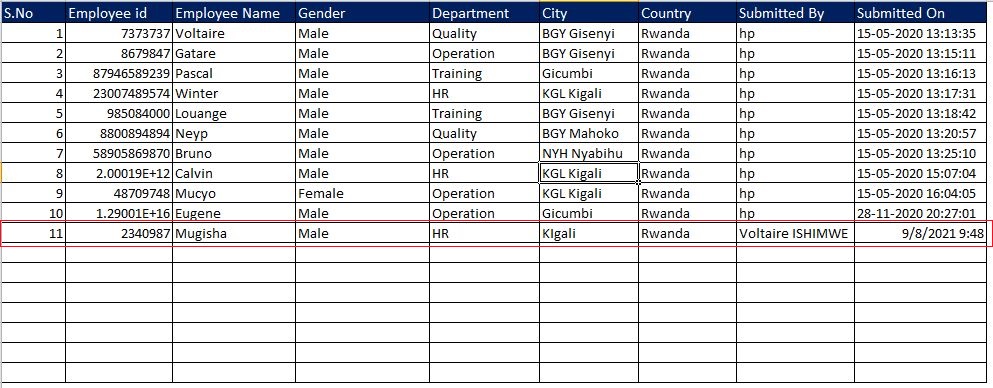 S.No Employee id Employee Name Gender Department City Country Submitted By Submitted On
1 7373737 Voltaire Male Quality BGY Gisenyi Rwanda hp 15-05-2020 13:13:35
2 8679847 Gatare Male Operation BGY Gisenyi Rwanda hp 15-05-2020 13:15:11
3 87946589239 Pascal Male Training Gicumbi Rwanda hp 15-05-2020 13:16:13
4 23007489574 Winter Male HR KGL Kigali Rwanda hp 15-05-2020 13:17:31
5 985084000 Louange Male Training BGY Gisenyi Rwanda hp 15-05-2020 13:18:42
6 8800894894 Neyp Male Quality BGY Mahoko Rwanda hp 15-05-2020 13:20:57
7 58905869870 Bruno Male Operation NYH Nyabihu Rwanda hp 15-05-2020 13:25:10
8 2.00019E+12 Calvin Male HR KGL Kigali Rwanda hp 15-05-2020 15:07:04
9 48709748 Mucyo Female Operation KGL Kigali Rwanda hp 15-05-2020 16:04:05
10 1.29001E+16 Eugene Male Operation Gicumbi Rwanda hp 28-11-2020 20:27:01
11 2340987 Mugisha Male HR KIgali Rwanda Voltaire ISHIMWE 9/8/2021 9:48